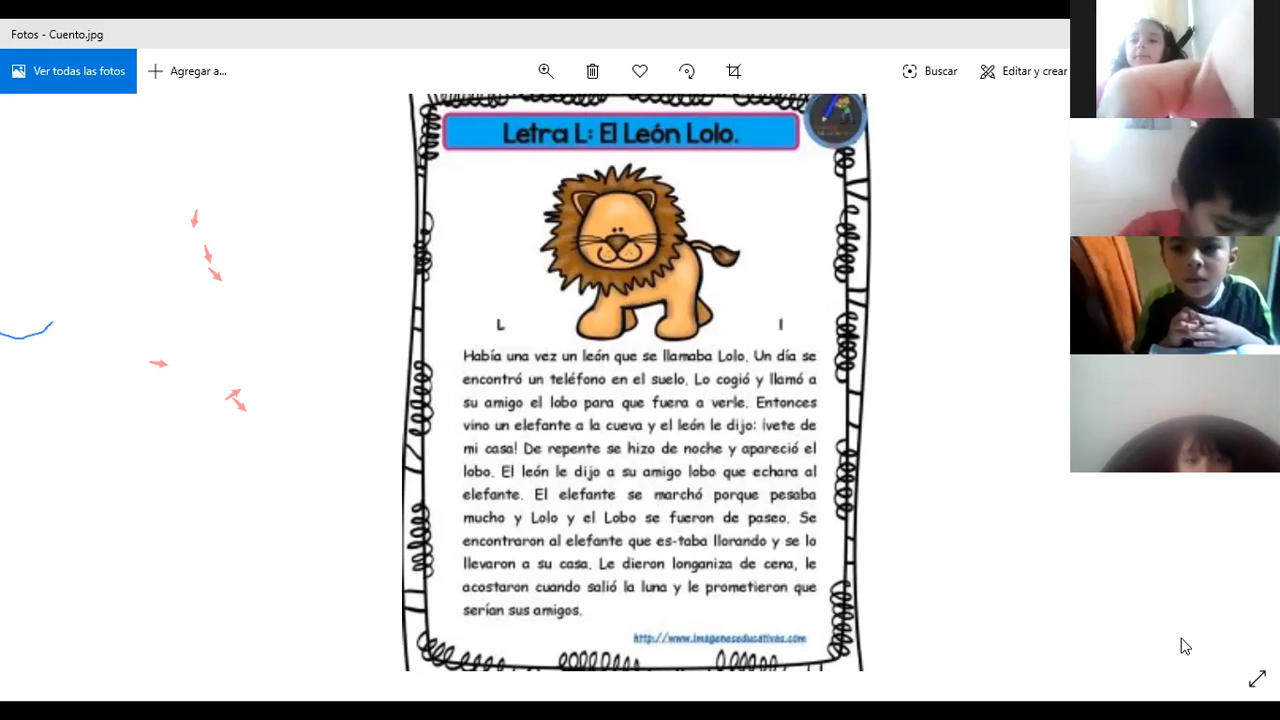 Fotos - Cuento.jpg
Ver todas las fotos
Agregar a...
Buscar
Editar y crear
Letra L: El León Lolo.
L
l
Había una vez un león que se llamaba Lolo. Un día se
encontró un teléfono en el suelo. Lo cogió y llamó a
su amigo el lobo para que fuera a verle. Entonces
vino un elefante a la cueva y el león le dijo: ¡vete de
mi casa! De repente se hizo de noche y apareció el
lobo. El león le dijo a su amigo lobo que echara al
elefante. El elefante se marchó porque pesaba
mucho y Lolo y el Lobo se fueron de paseo. Se
encontraron al elefante que es-taba llorando y se lo
llevaron a su casa. Le dieron longaniza de cena, le
acostaron cuando salió la luna y le prometieron que
serían sus amigos.
http://www.imageneseducativas.com